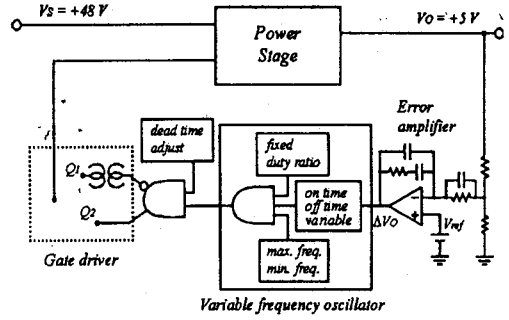 Vs = +48 V
Vo = +5 V
Power
Stage
Error
amplifier
dead time
adjust
fixed
duty ratio
Q1
Q2
on time
off time
variable
ΔVo
−
+
Vref
max. freq.
min. freq.
Gate driver
Variable frequency oscillator